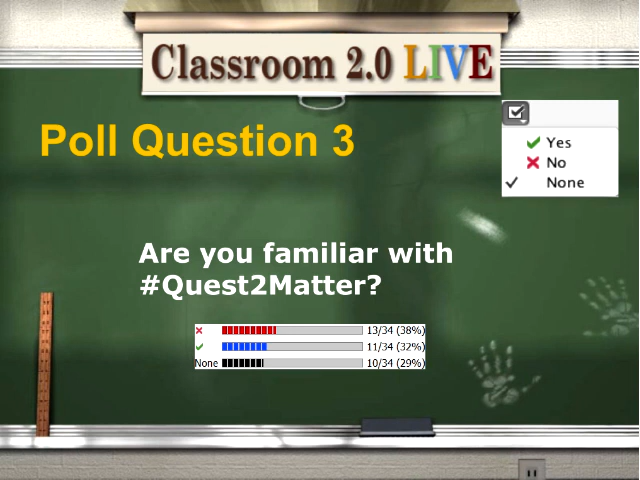 Classroom 2.0 LIVE
Poll Question 3
Yes
No
None
Are you familiar with
#Quest2Matter?
13/34 (38%)
11/34 (32%)
None 10/34 (29%)